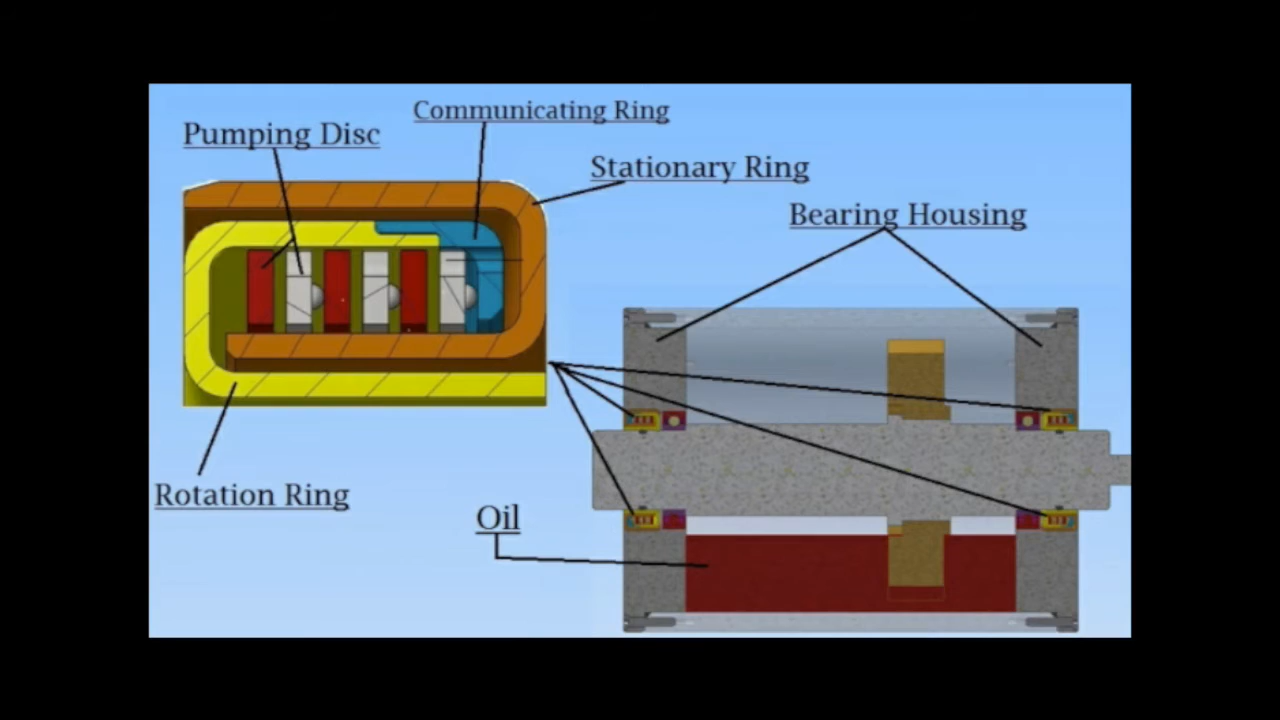 Communicating Ring
Pumping Disc
Stationary Ring
Bearing Housing
Rotation Ring
Oil